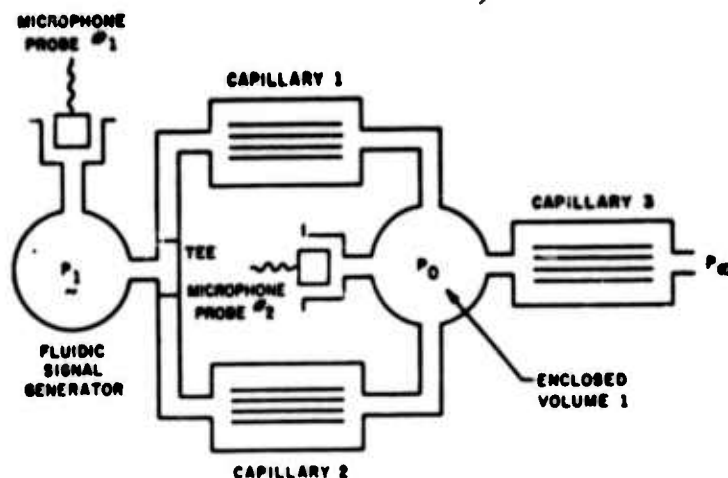 MICROPHONE
PROBE #1
CAPILLARY 1
CAPILLARY 3
TEE
P1
~
MICROPHONE
PROBE #2
P0
P∞
FLUIDIC
SIGNAL
GENERATOR
ENCLOSED
VOLUME 1
CAPILLARY 2